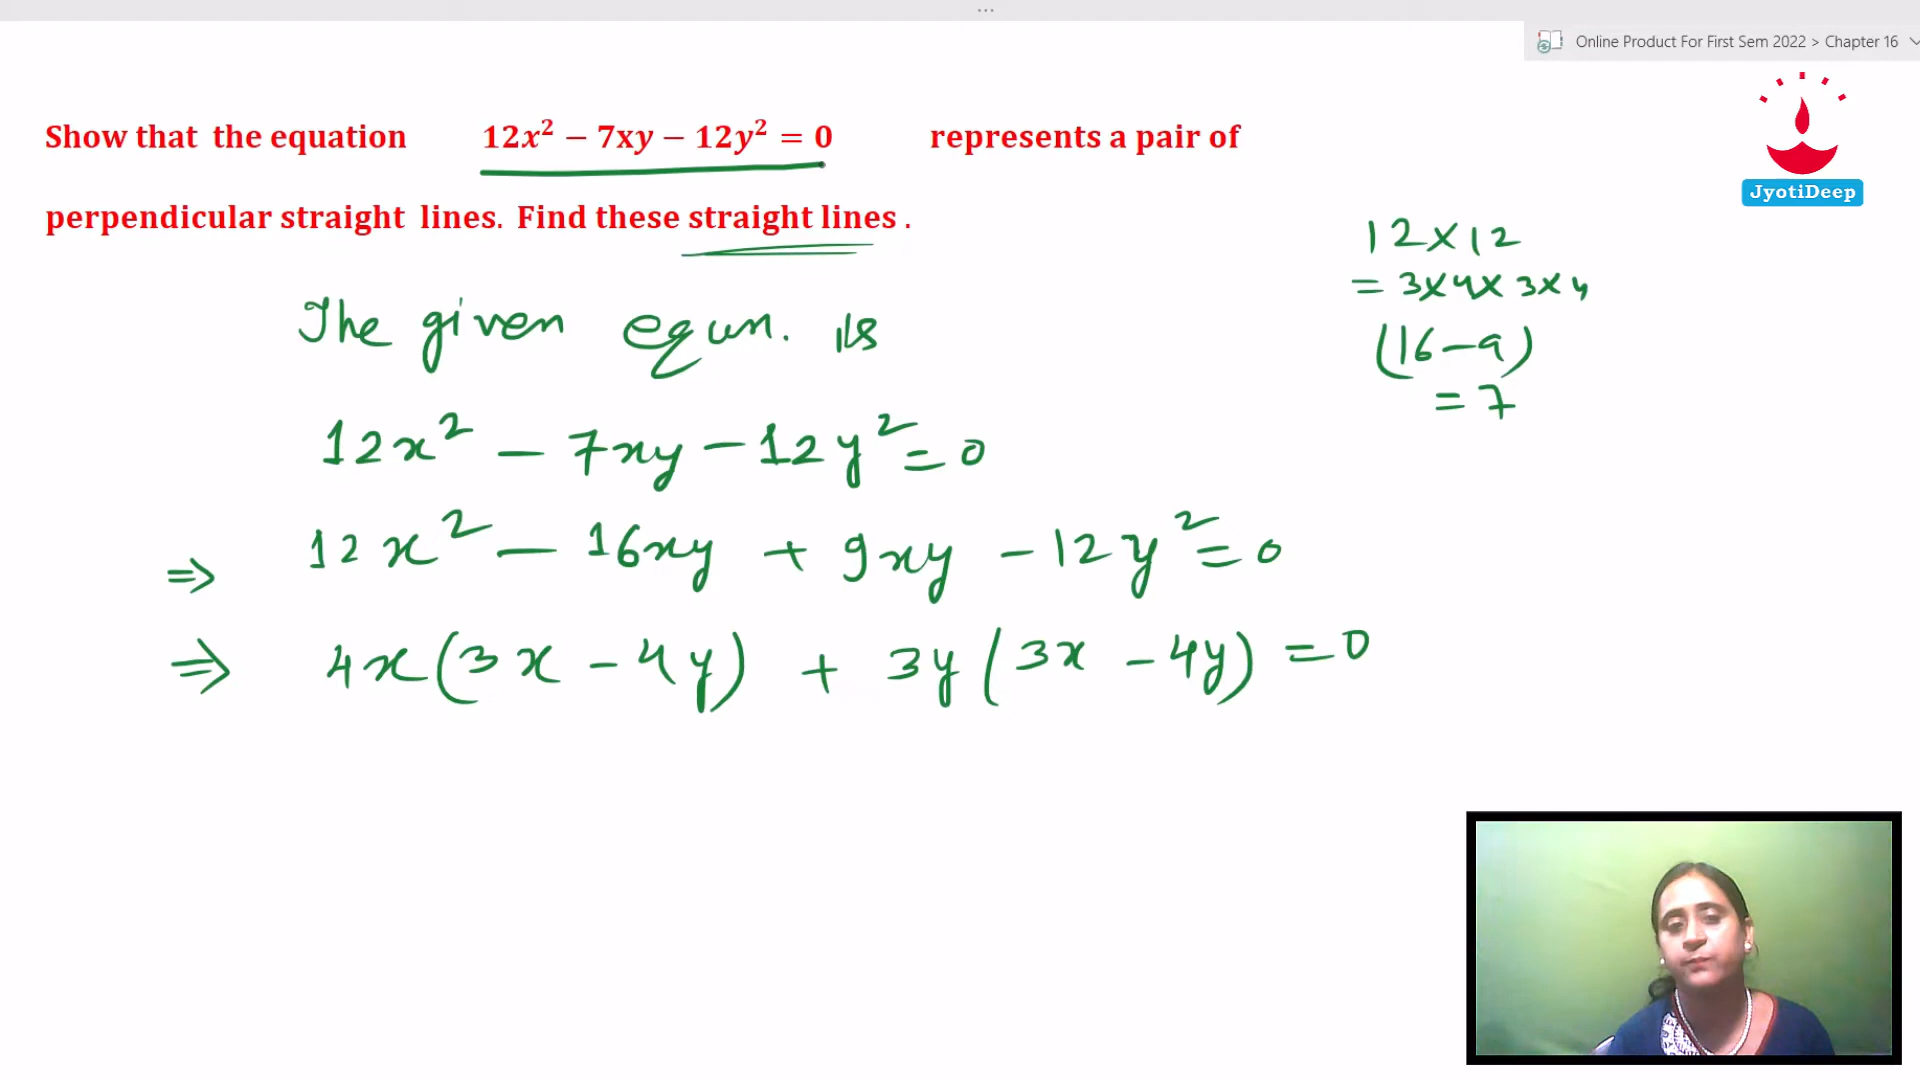 ...
Online Product For First Sem 2022 > Chapter 16
Show that the equation 12x² − 7xy − 12y² = 0 represents a pair of
perpendicular straight lines. Find these straight lines .
JyotiDeep
12×12
= 3×4×3×4
(16−9)
= 7
The given equn. is
12x² − 7xy − 12y² = 0
⇒ 12x² − 16xy + 9xy − 12y² = 0
⇒ 4x(3x − 4y) + 3y(3x − 4y) = 0